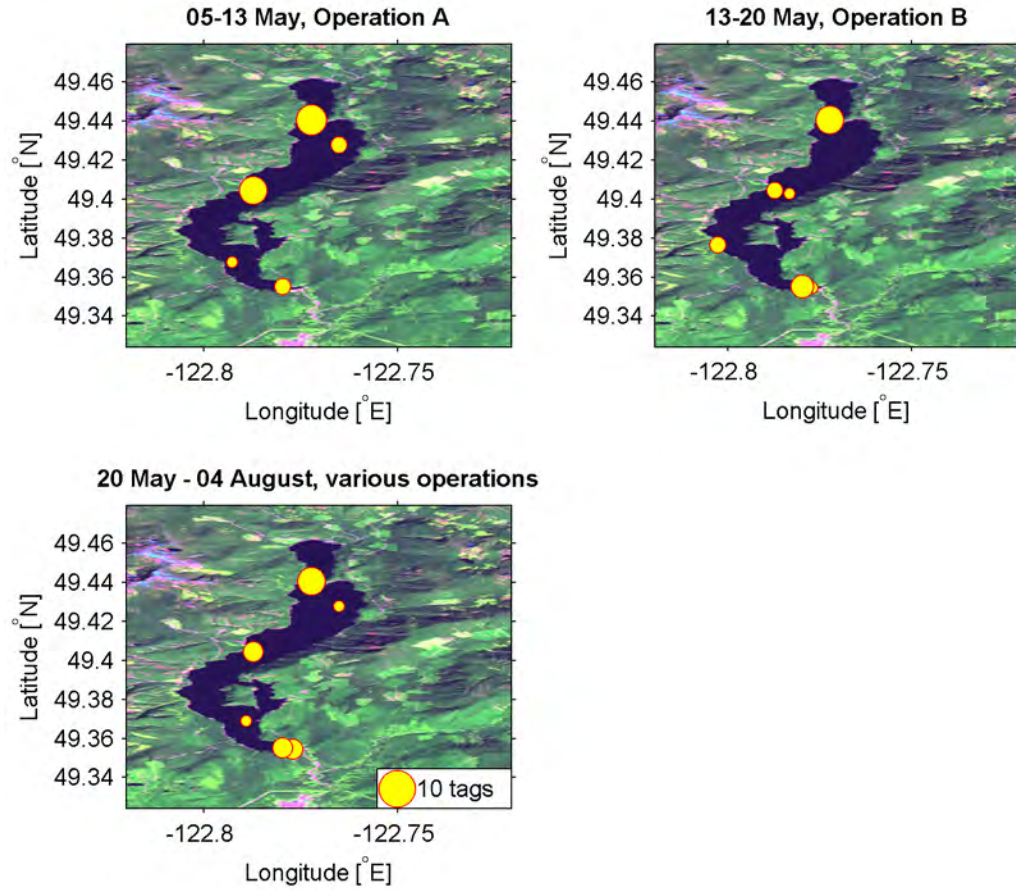 05-13 May, Operation A
49.46
49.44
49.42
49.4
49.38
49.36
49.34
Latitude [°N]
-122.8
-122.75
Longitude [°E]
13-20 May, Operation B
49.46
49.44
49.42
49.4
49.38
49.36
49.34
Latitude [°N]
-122.8
-122.75
Longitude [°E]
20 May - 04 August, various operations
49.46
49.44
49.42
49.4
49.38
49.36
49.34
Latitude [°N]
10 tags
-122.8
-122.75
Longitude [°E]